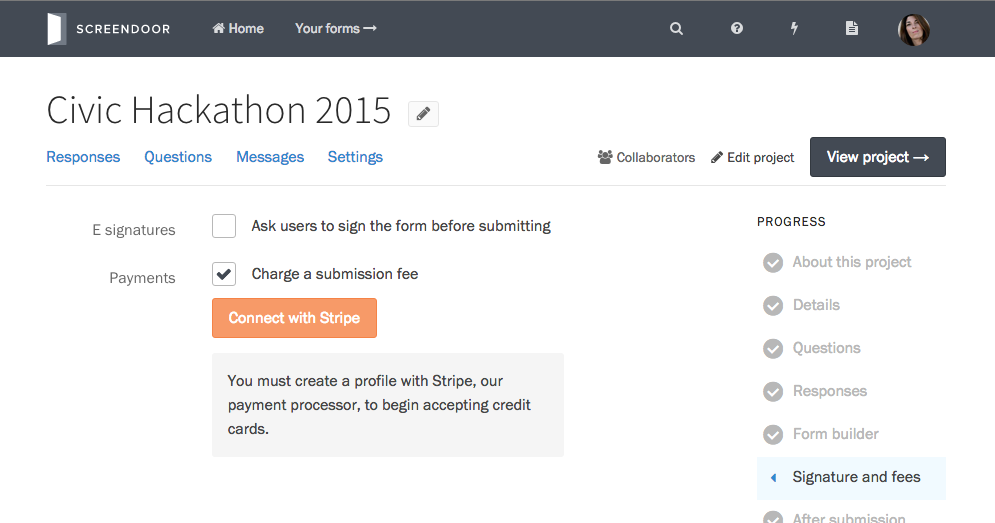 SCREENDOOR Home Your forms →
Civic Hackathon 2015
Responses Questions Messages Settings Collaborators Edit project View project →
E signatures Ask users to sign the form before submitting
Payments Charge a submission fee
Connect with Stripe
You must create a profile with Stripe, our
payment processor, to begin accepting credit
cards.
PROGRESS
About this project
Details
Questions
Responses
Form builder
Signature and fees
After submission